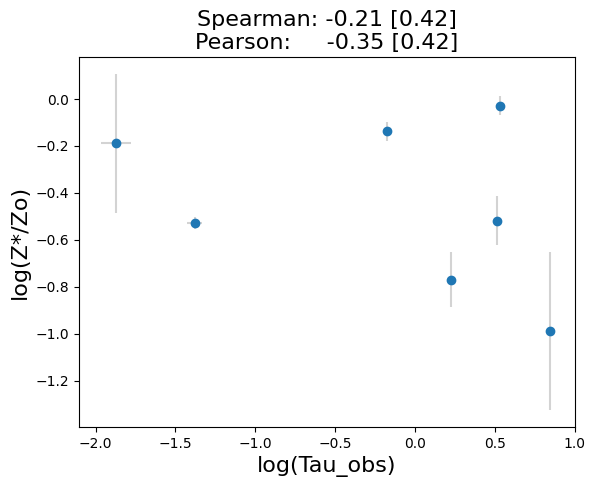 Spearman: -0.21 [0.42]
Pearson: -0.35 [0.42]
0.0
−0.2
−0.4
−0.6
−0.8
−1.0
−1.2
log(Z*/Zo)
−2.0 −1.5 −1.0 −0.5 0.0 0.5 1.0
log(Tau_obs)